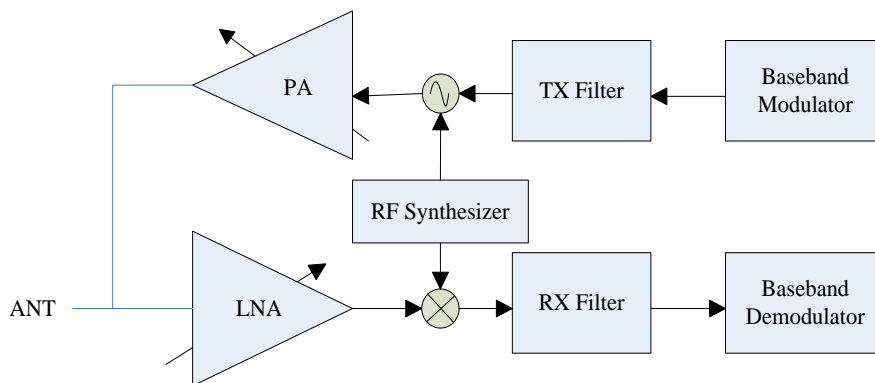 PA
TX Filter
Baseband
Modulator
RF Synthesizer
ANT
LNA
RX Filter
Baseband
Demodulator